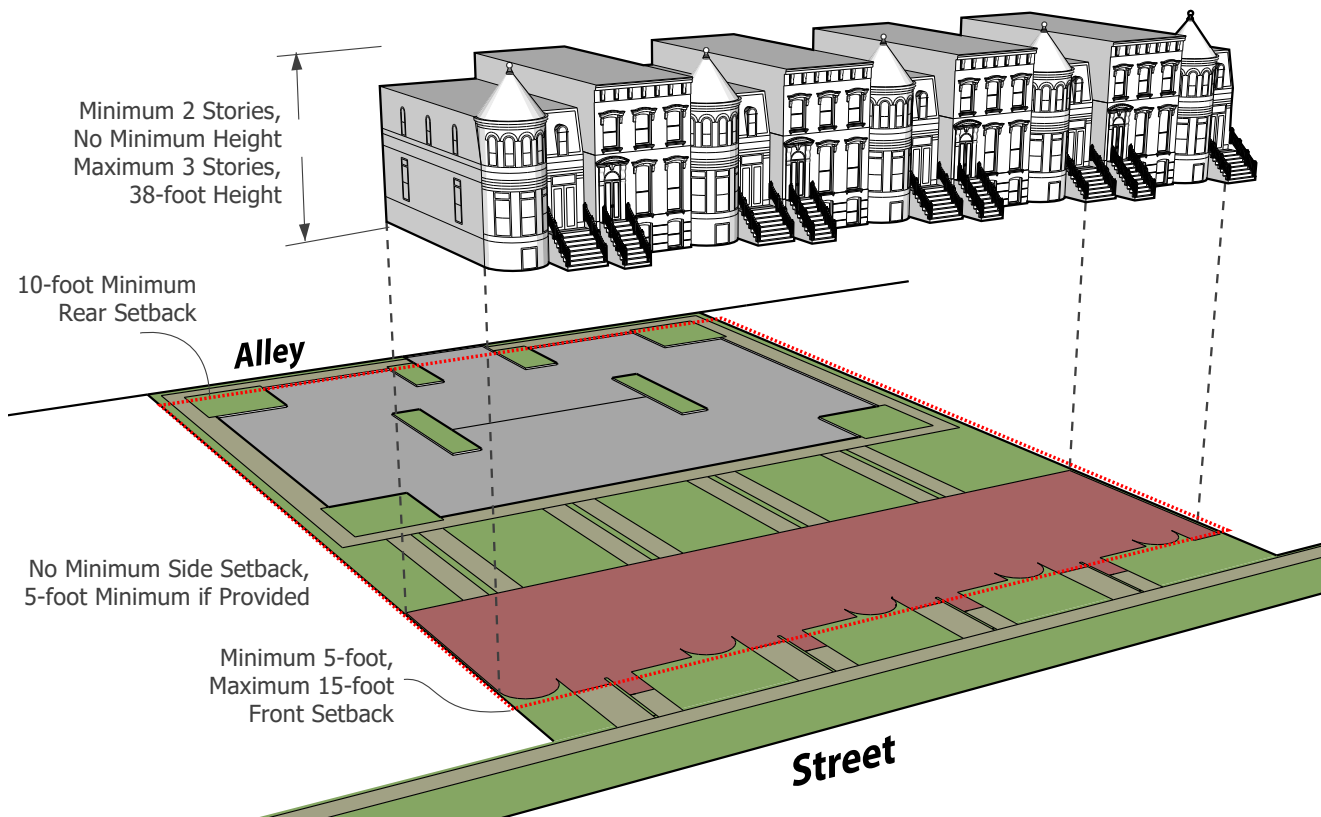 Minimum 2 Stories,
No Minimum Height
Maximum 3 Stories,
38-foot Height
10-foot Minimum
Rear Setback
Alley
No Minimum Side Setback,
5-foot Minimum if Provided
Minimum 5-foot,
Maximum 15-foot
Front Setback
Street